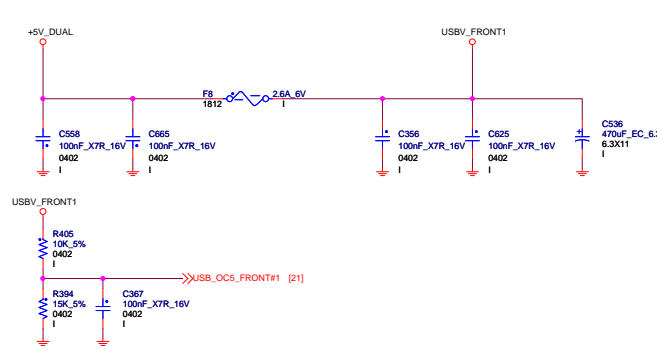 +5V_DUAL
USBV_FRONT1
F8
2.6A_6V
1812
I
C558
100nF_X7R_16V
0402
I
C665
100nF_X7R_16V
0402
I
C356
100nF_X7R_16V
0402
I
C625
100nF_X7R_16V
0402
I
C536
470uF_EC_6.3
6.3X11
I
USBV_FRONT1
R405
10K_5%
0402
I
USB_OC5_FRONT#1 [21]
R394
15K_5%
0402
I
C367
100nF_X7R_16V
0402
I